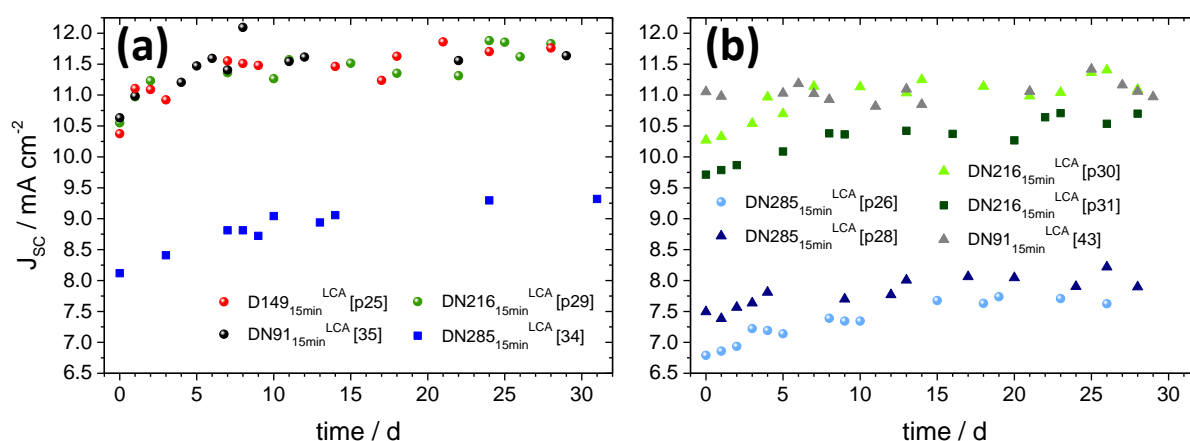 (a)
(b)
J_SC / mA cm^-2
12.0
11.5
11.0
10.5
10.0
9.5
9.0
8.5
8.0
7.5
7.0
6.5
0 5 10 15 20 25 30
time / d
D149_15min^LCA [p25]
DN216_15min^LCA [p29]
DN91_15min^LCA [35]
DN285_15min^LCA [34]
12.0
11.5
11.0
10.5
10.0
9.5
9.0
8.5
8.0
7.5
7.0
6.5
0 5 10 15 20 25 30
time / d
DN216_15min^LCA [p30]
DN285_15min^LCA [p26]
DN216_15min^LCA [p31]
DN285_15min^LCA [p28]
DN91_15min^LCA [43]